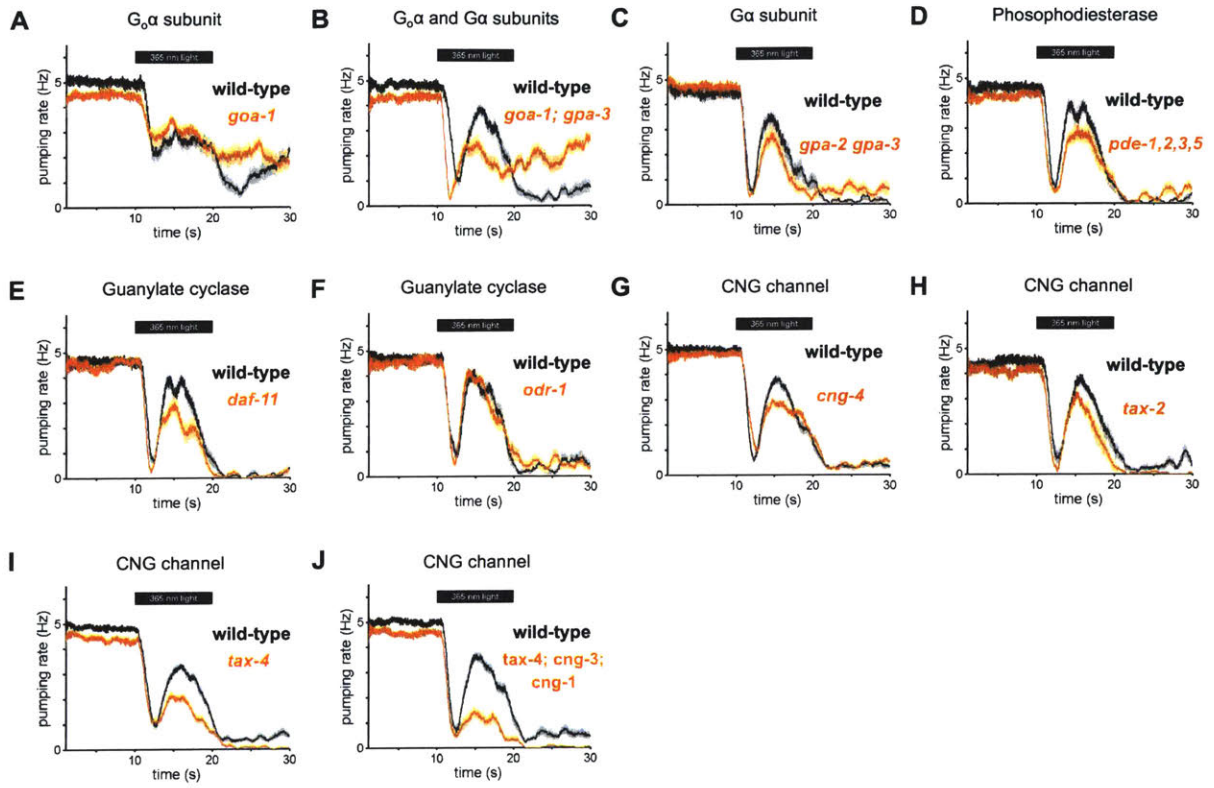 A
Gₒα subunit
365 nm light
pumping rate (Hz)
5
0
10
20
30
time (s)
wild-type
goa-1
B
Gₒα and Gα subunits
365 nm light
pumping rate (Hz)
5
0
10
20
30
time (s)
wild-type
goa-1; gpa-3
C
Gα subunit
365 nm light
pumping rate (Hz)
5
0
10
20
30
time (s)
wild-type
gpa-2 gpa-3
D
Phosophodiesterase
365 nm light
pumping rate (Hz)
5
0
10
20
30
time (s)
wild-type
pde-1,2,3,5
E
Guanylate cyclase
365 nm light
pumping rate (Hz)
5
0
10
20
30
time (s)
wild-type
daf-11
F
Guanylate cyclase
365 nm light
pumping rate (Hz)
5
0
10
20
30
time (s)
wild-type
odr-1
G
CNG channel
365 nm light
pumping rate (Hz)
5
0
10
20
30
time (s)
wild-type
cng-4
H
CNG channel
365 nm light
pumping rate (Hz)
5
0
10
20
30
time (s)
wild-type
tax-2
I
CNG channel
365 nm light
pumping rate (Hz)
5
0
10
20
30
time (s)
wild-type
tax-4
J
CNG channel
365 nm light
pumping rate (Hz)
5
0
10
20
30
time (s)
wild-type
tax-4; cng-3;
cng-1